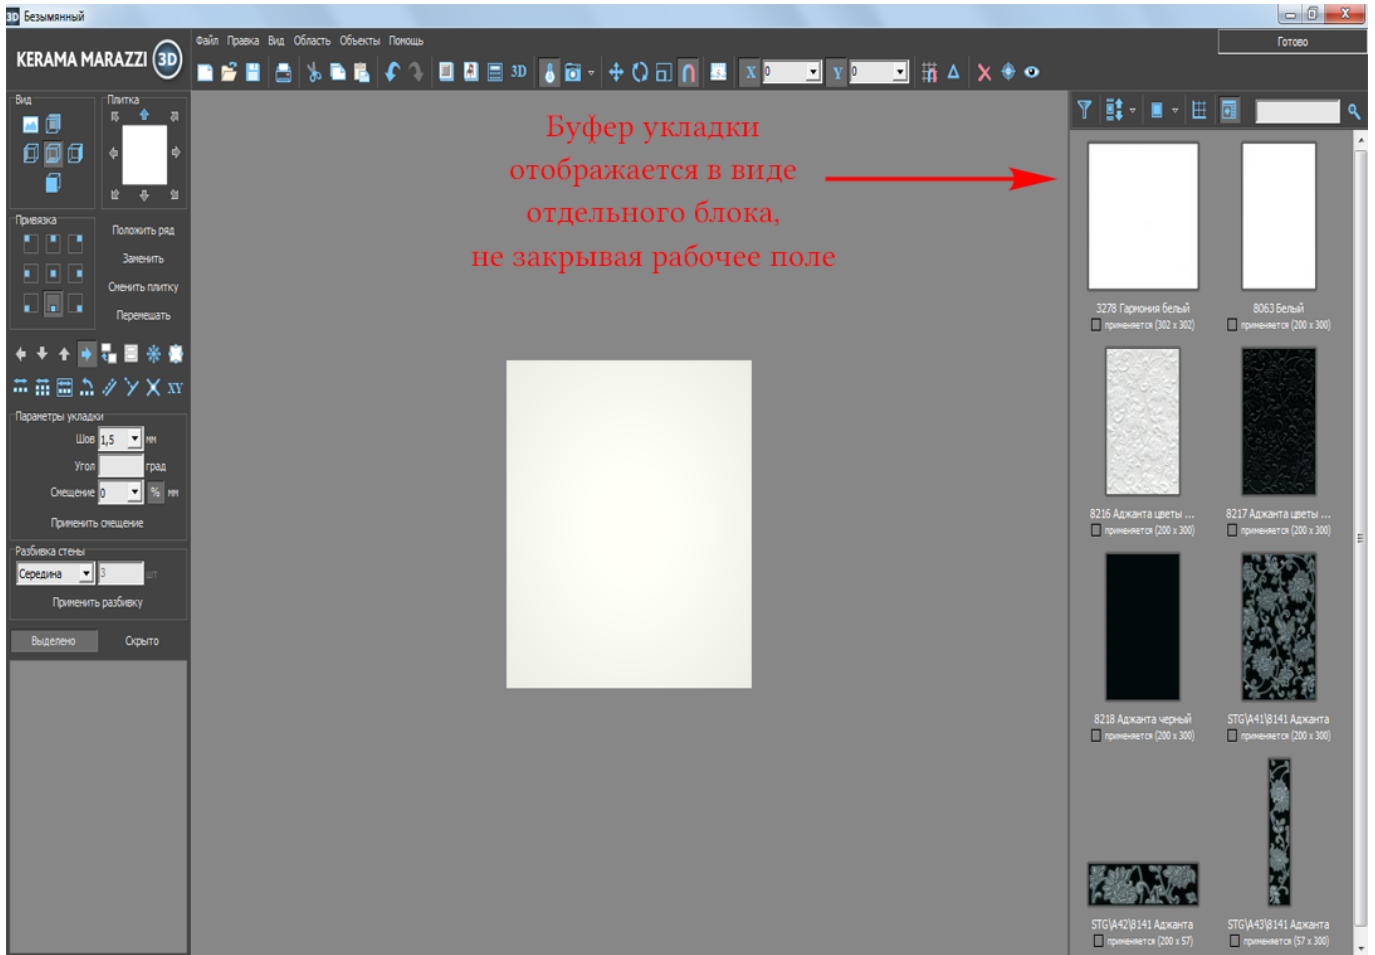 3D Безымянный
KERAMA MARAZZI 3D
Файл Правка Вид Область Объекты Помощь
Готово
3D
X 0
Y 0
Вид
Плитка
Привязка
Положить ряд
Заменить
Сменить плитку
Перемешать
XY
Параметры укладки
Шов 1,5 мм
Угол град
Смещение 0 % мм
Применить смещение
Разбивка стены
Середина 3 шт
Применить разбивку
Выделено Скрыто
Буфер укладки
отображается в виде
отдельного блока,
не закрывая рабочее поле
3278 Гармония белый
применяется (302 x 302)
8063 Белый
применяется (200 x 300)
8216 Аджанта цветы ...
применяется (200 x 300)
8217 Аджанта цветы ...
применяется (200 x 300)
8218 Аджанта черный
применяется (200 x 300)
STG\A41\8141 Аджанта
применяется (200 x 300)
STG\A42\8141 Аджанта
применяется (200 x 57)
STG\A43\8141 Аджанта
применяется (57 x 300)